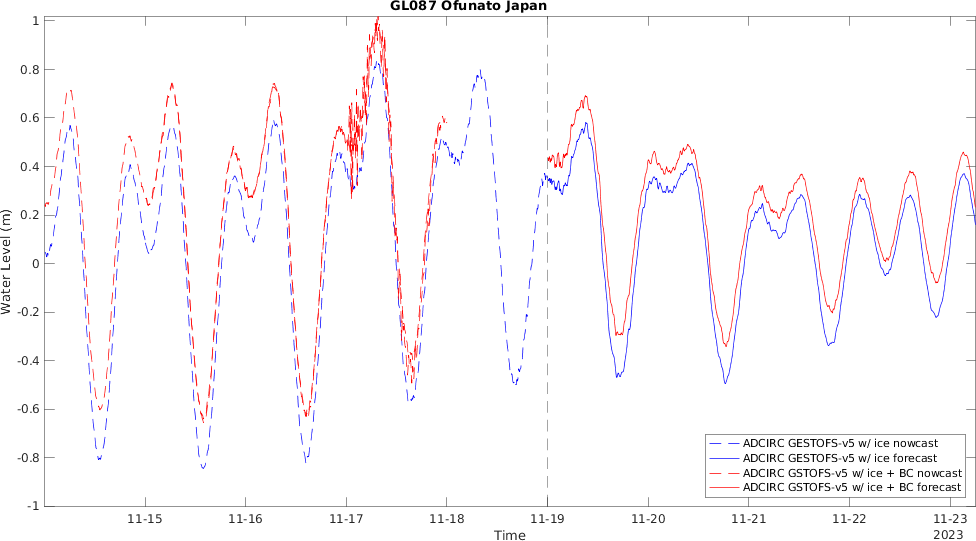 GL087 Ofunato Japan
1
0.8
0.6
0.4
0.2
0
-0.2
-0.4
-0.6
-0.8
-1
Water Level (m)
11-15 11-16 11-17 11-18 11-19 11-20 11-21 11-22 11-23
Time
2023
ADCIRC GESTOFS-v5 w/ ice nowcast
ADCIRC GESTOFS-v5 w/ ice forecast
ADCIRC GSTOFS-v5 w/ ice + BC nowcast
ADCIRC GSTOFS-v5 w/ ice + BC forecast